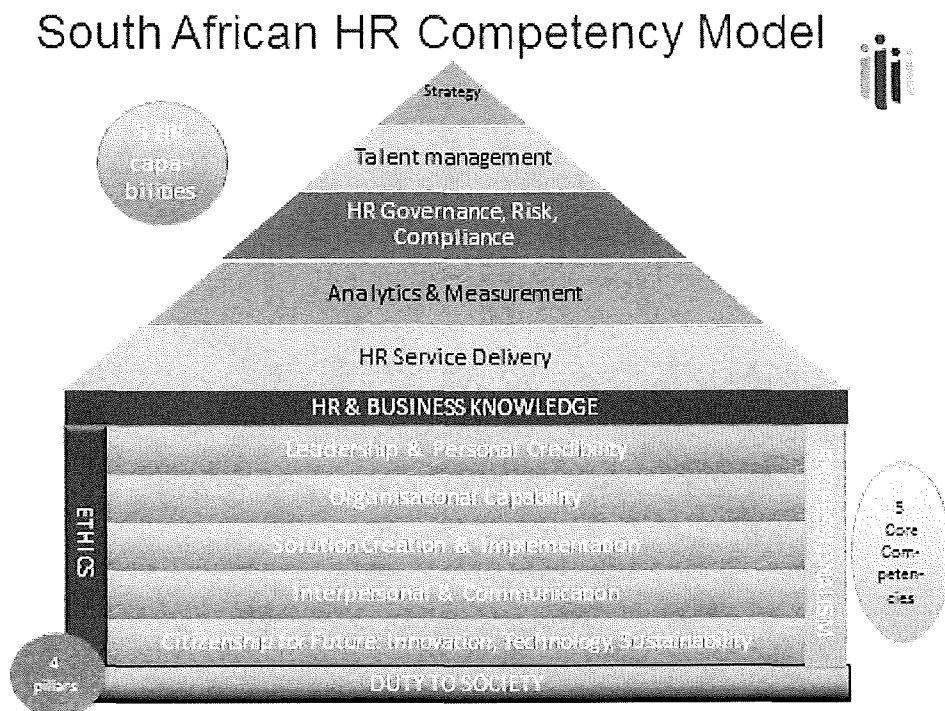 South African HR Competency Model
Strategy
5 HR
capa-
bilities
Talent management
HR Governance, Risk,
Compliance
Analytics & Measurement
HR Service Delivery
HR & BUSINESS KNOWLEDGE
Leadership & Personal Credibility
Organisational Capability
Solution Creation & Implementation
Interpersonal & Communication
Citizenship for Future: Innovation, Technology, Sustainability
ETHICS
PROFESSIONALISM
5
Core
Com-
peten-
cies
4
pillars
DUTY TO SOCIETY